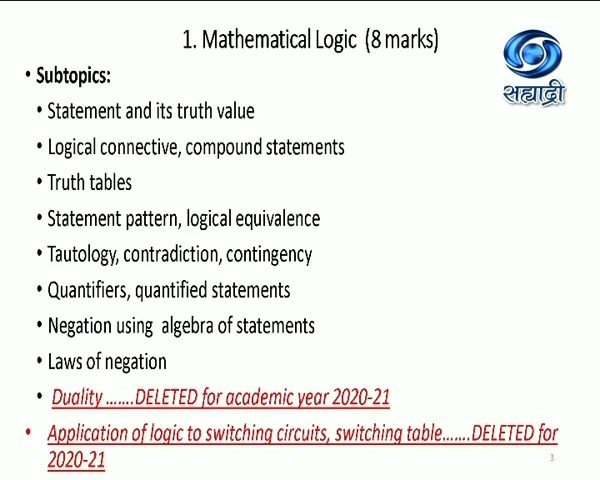 1. Mathematical Logic (8 marks)
सह्याद्री
• Subtopics:
• Statement and its truth value
• Logical connective, compound statements
• Truth tables
• Statement pattern, logical equivalence
• Tautology, contradiction, contingency
• Quantifiers, quantified statements
• Negation using algebra of statements
• Laws of negation
• Duality .......DELETED for academic year 2020-21
• Application of logic to switching circuits, switching table.......DELETED for
2020-21
3